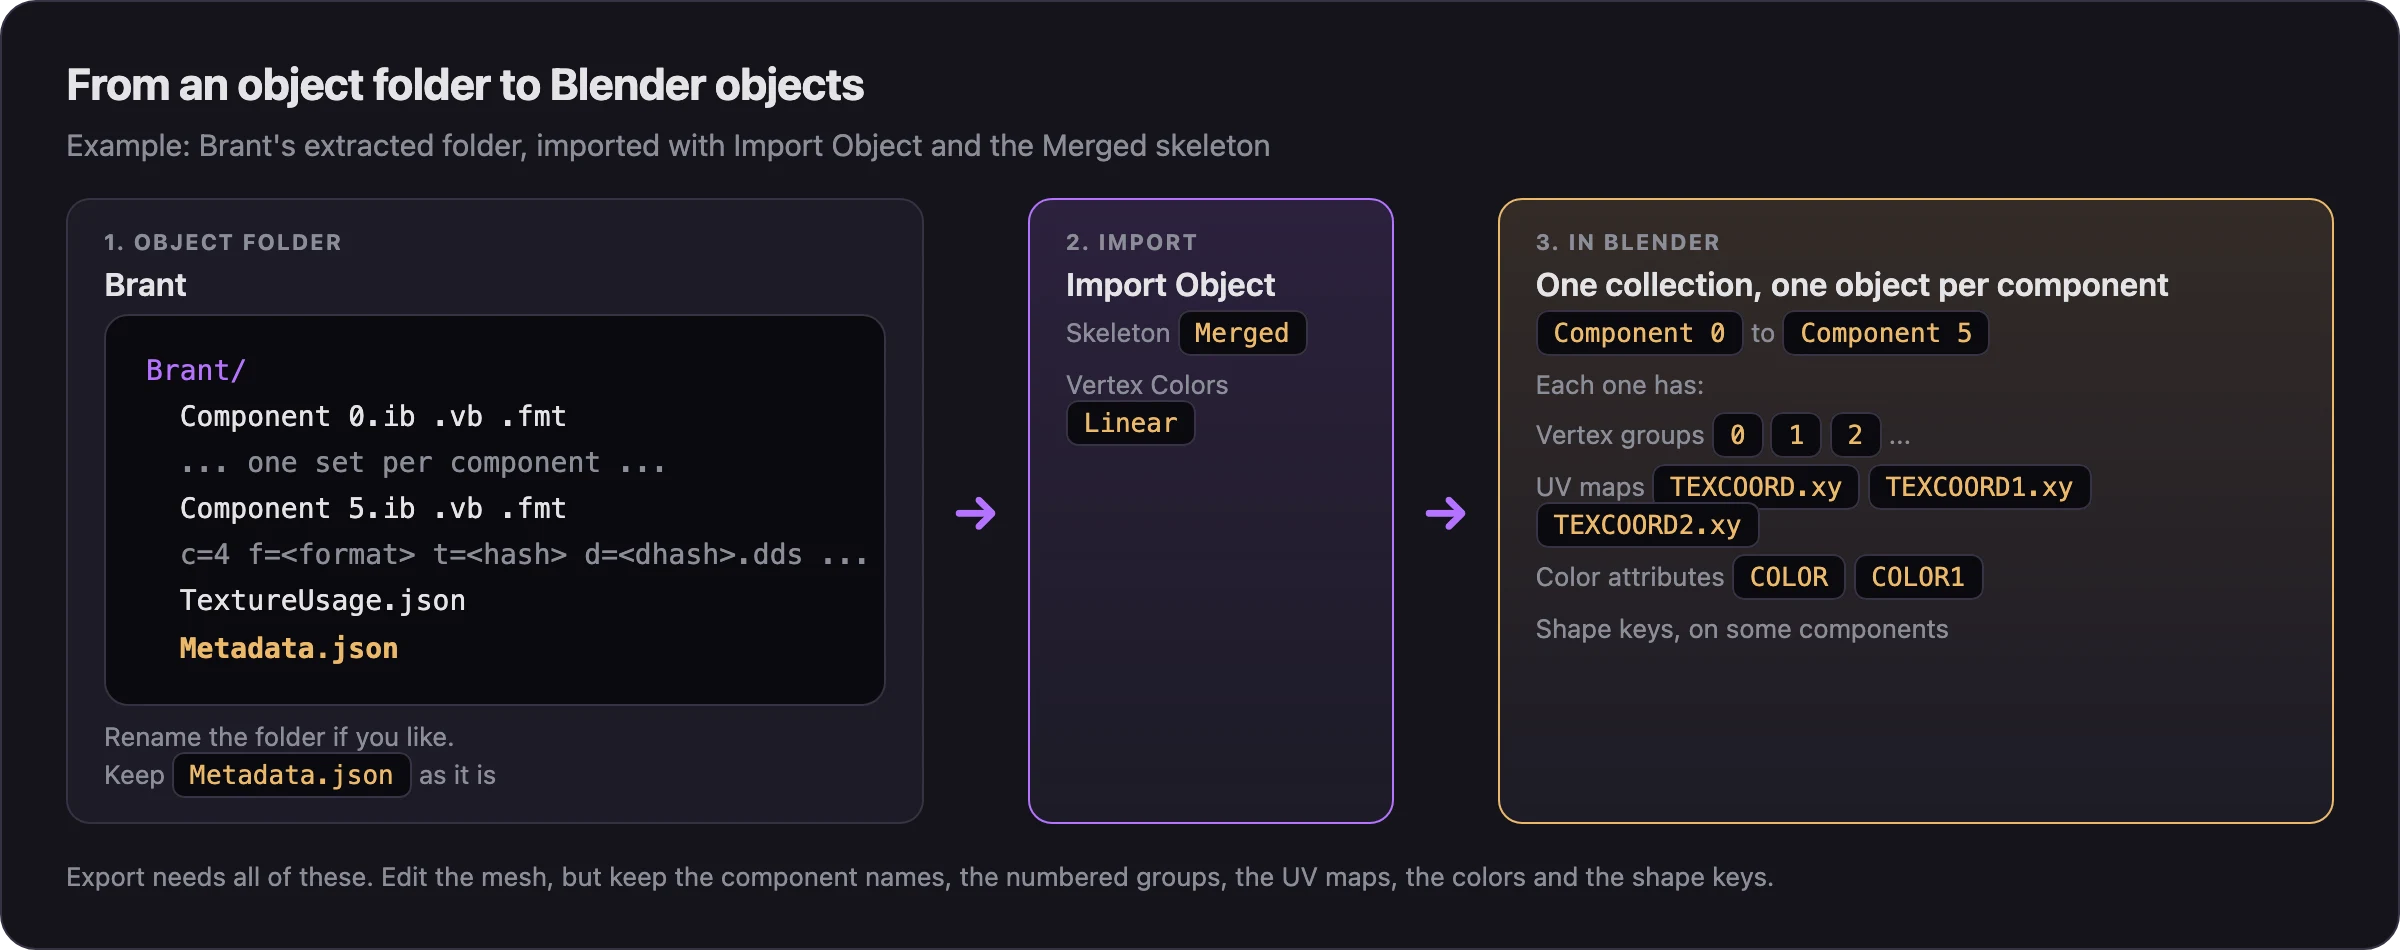 From an object folder to Blender objects
Example: Brant's extracted folder, imported with Import Object and the Merged skeleton
1. OBJECT FOLDER
Brant
Brant/
Component 0.ib .vb .fmt
... one set per component ...
Component 5.ib .vb .fmt
c=4 f=<format> t=<hash> d=<dhash>.dds ...
TextureUsage.json
Metadata.json
Rename the folder if you like.
Keep Metadata.json as it is
2. IMPORT
Import Object
Skeleton Merged
Vertex Colors
Linear
3. IN BLENDER
One collection, one object per component
Component 0 to Component 5
Each one has:
Vertex groups 0 1 2 ...
UV maps TEXCOORD.xy TEXCOORD1.xy
TEXCOORD2.xy
Color attributes COLOR COLOR1
Shape keys, on some components
Export needs all of these. Edit the mesh, but keep the component names, the numbered groups, the UV maps, the colors and the shape keys.